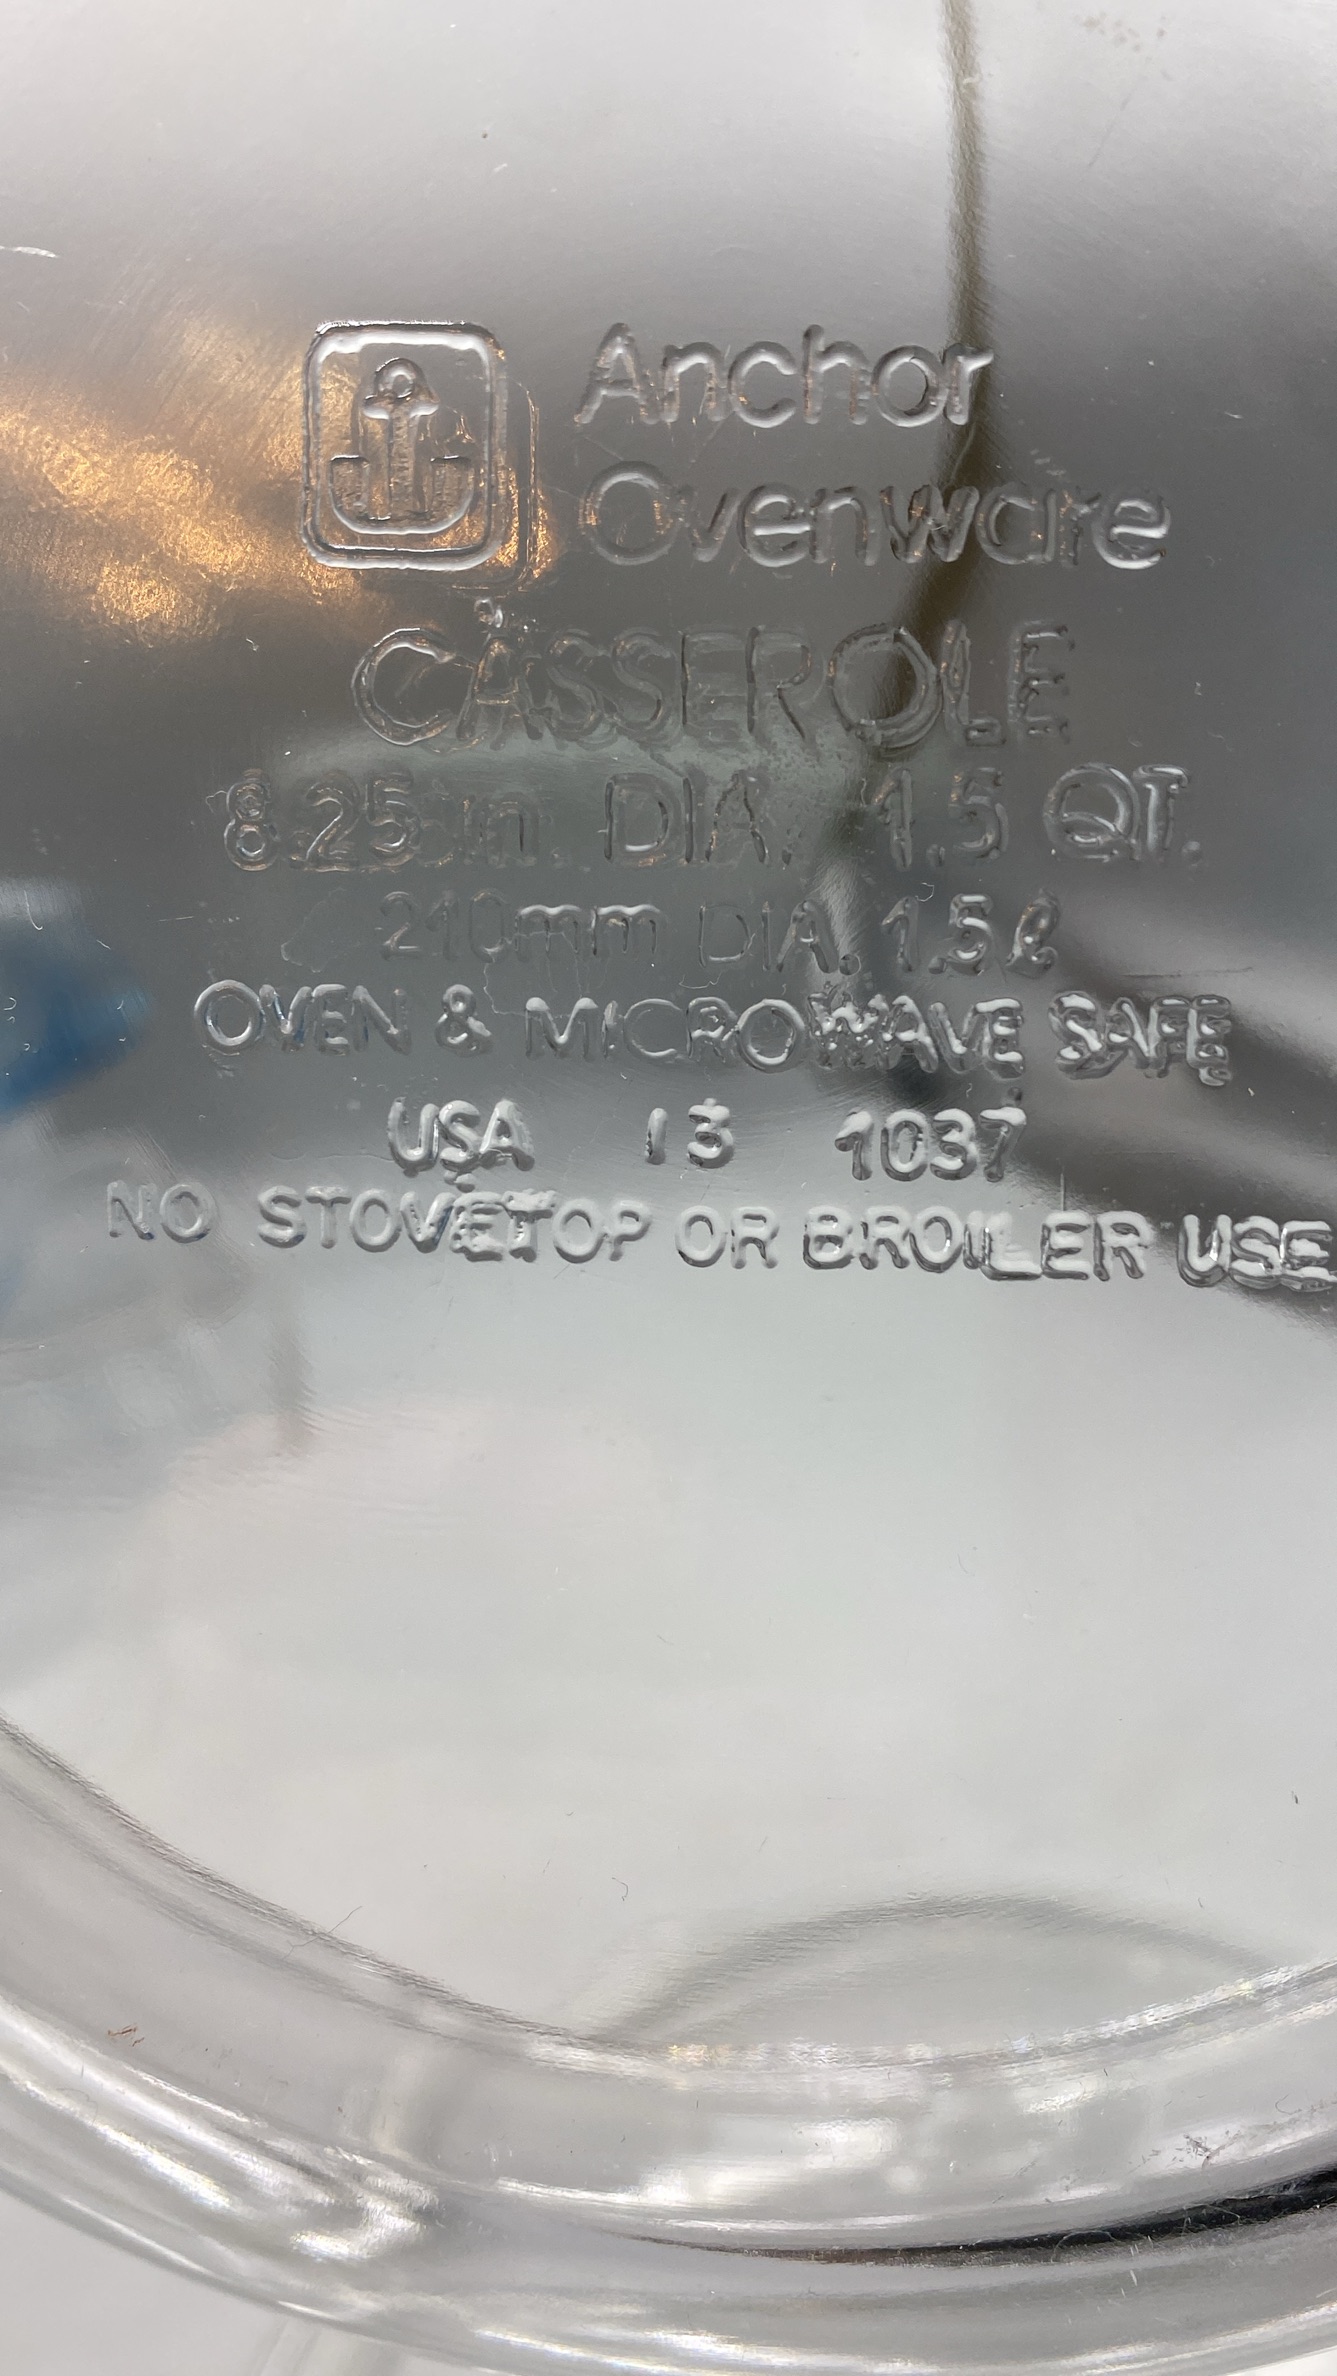 Anchor
Ovenware
CASSEROLE
8.25 in. DIA. 1.5 QT.
210mm DIA. 1.5 ℓ
OVEN & MICROWAVE SAFE
USA 13 1037
NO STOVETOP OR BROILER USE